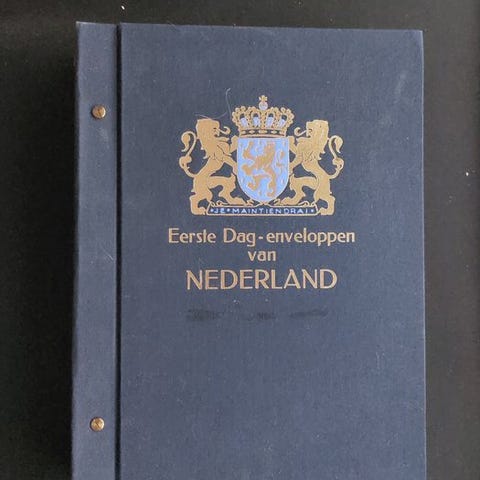 JE MAINTIENDRAI
Eerste Dag-enveloppen
van
NEDERLAND